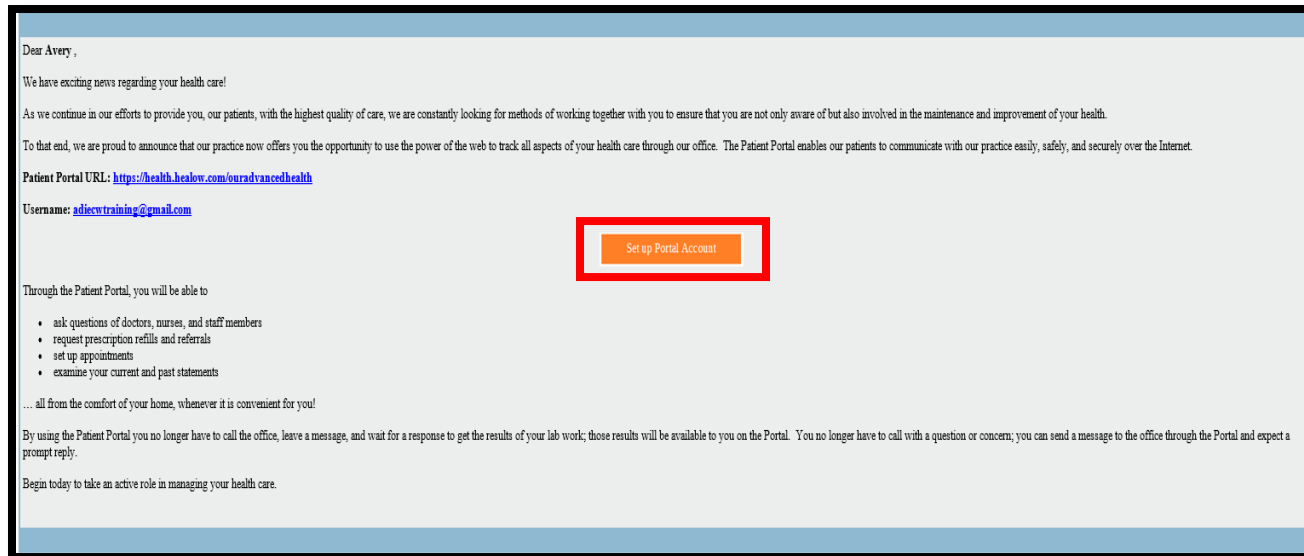 Dear Avery ,
We have exciting news regarding your health care!
As we continue in our efforts to provide you, our patients, with the highest quality of care, we are constantly looking for methods of working together with you to ensure that you are not only aware of but also involved in the maintenance and improvement of your health.
To that end, we are proud to announce that our practice now offers you the opportunity to use the power of the web to track all aspects of your health care through our office. The Patient Portal enables our patients to communicate with our practice easily, safely, and securely over the Internet.
Patient Portal URL: https://health.healow.com/ouradvancedhealth
Username: adiecwtraining@gmail.com
Set up Portal Account
Through the Patient Portal, you will be able to
• ask questions of doctors, nurses, and staff members
• request prescription refills and referrals
• set up appointments
• examine your current and past statements
… all from the comfort of your home, whenever it is convenient for you!
By using the Patient Portal you no longer have to call the office, leave a message, and wait for a response to get the results of your lab work; those results will be available to you on the Portal. You no longer have to call with a question or concern; you can send a message to the office through the Portal and expect a
prompt reply.
Begin today to take an active role in managing your health care.